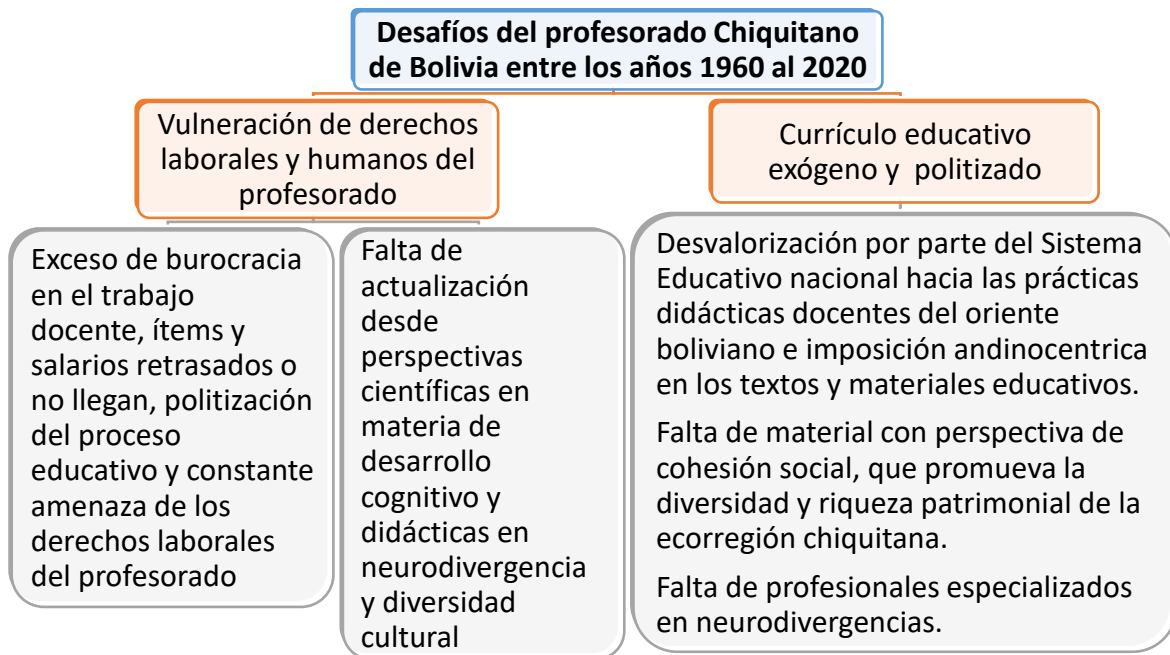 Desafíos del profesorado Chiquitano
de Bolivia entre los años 1960 al 2020
Vulneración de derechos
laborales y humanos del
profesorado
Currículo educativo
exógeno y politizado
Exceso de burocracia
en el trabajo
docente, ítems y
salarios retrasados o
no llegan, politización
del proceso
educativo y constante
amenaza de los
derechos laborales
del profesorado
Falta de
actualización
desde
perspectivas
científicas en
materia de
desarrollo
cognitivo y
didácticas en
neurodivergencia
y diversidad
cultural
Desvalorización por parte del Sistema
Educativo nacional hacia las prácticas
didácticas docentes del oriente
boliviano e imposición andinocentrica
en los textos y materiales educativos.
Falta de material con perspectiva de
cohesión social, que promueva la
diversidad y riqueza patrimonial de la
ecorregión chiquitana.
Falta de profesionales especializados
en neurodivergencias.